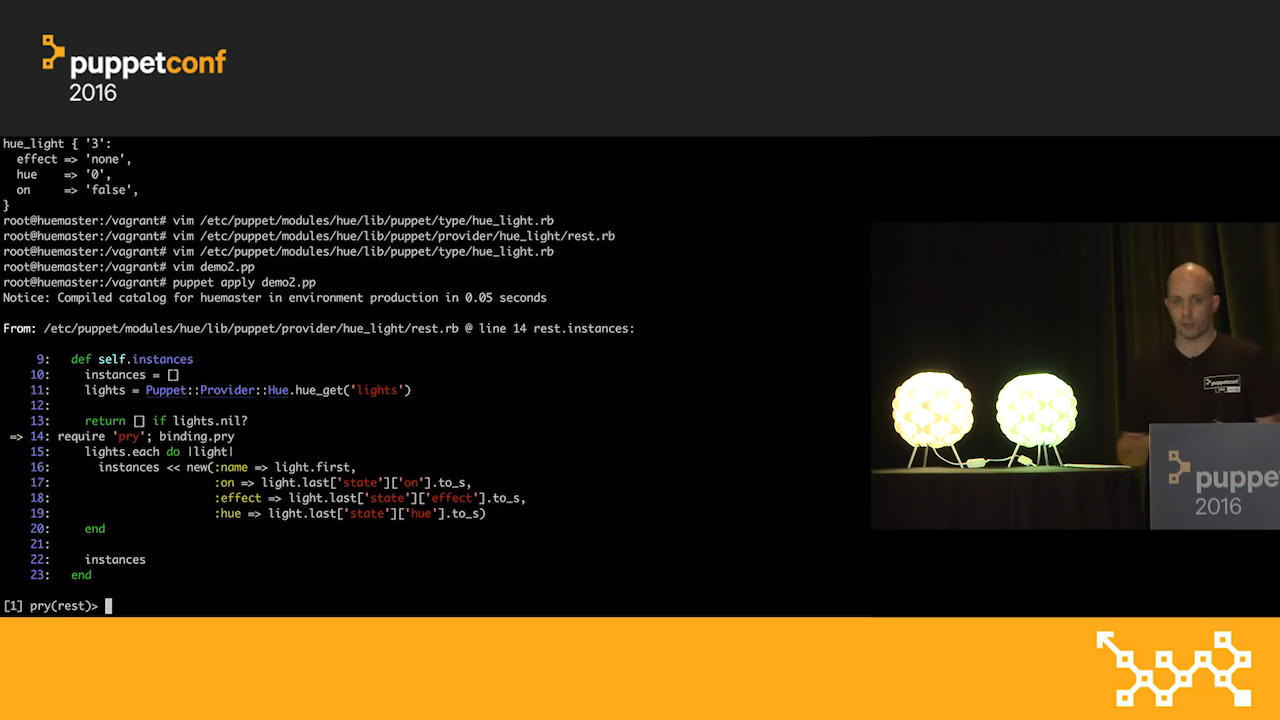 puppetconf
2016
hue_light { '3':
  effect => 'none',
  hue    => '0',
  on     => 'false',
}
root@huemaster:/vagrant# vim /etc/puppet/modules/hue/lib/puppet/type/hue_light.rb
root@huemaster:/vagrant# vim /etc/puppet/modules/hue/lib/puppet/provider/hue_light/rest.rb
root@huemaster:/vagrant# vim /etc/puppet/modules/hue/lib/puppet/type/hue_light.rb
root@huemaster:/vagrant# vim demo2.pp
root@huemaster:/vagrant# puppet apply demo2.pp
Notice: Compiled catalog for huemaster in environment production in 0.05 seconds
From: /etc/puppet/modules/hue/lib/puppet/provider/hue_light/rest.rb @ line 14 rest.instances:
     9:   def self.instances
    10:     instances = []
    11:     lights = Puppet::Provider::Hue.hue_get('lights')
    12:
    13:     return [] if lights.nil?
 => 14: require 'pry'; binding.pry
    15:     lights.each do |light|
    16:       instances << new(:name => light.first,
    17:                        :on => light.last['state']['on'].to_s,
    18:                        :effect => light.last['state']['effect'].to_s,
    19:                        :hue => light.last['state']['hue'].to_s)
    20:     end
    21:
    22:     instances
    23:   end
[1] pry(rest)>
puppetconf
puppe
2016